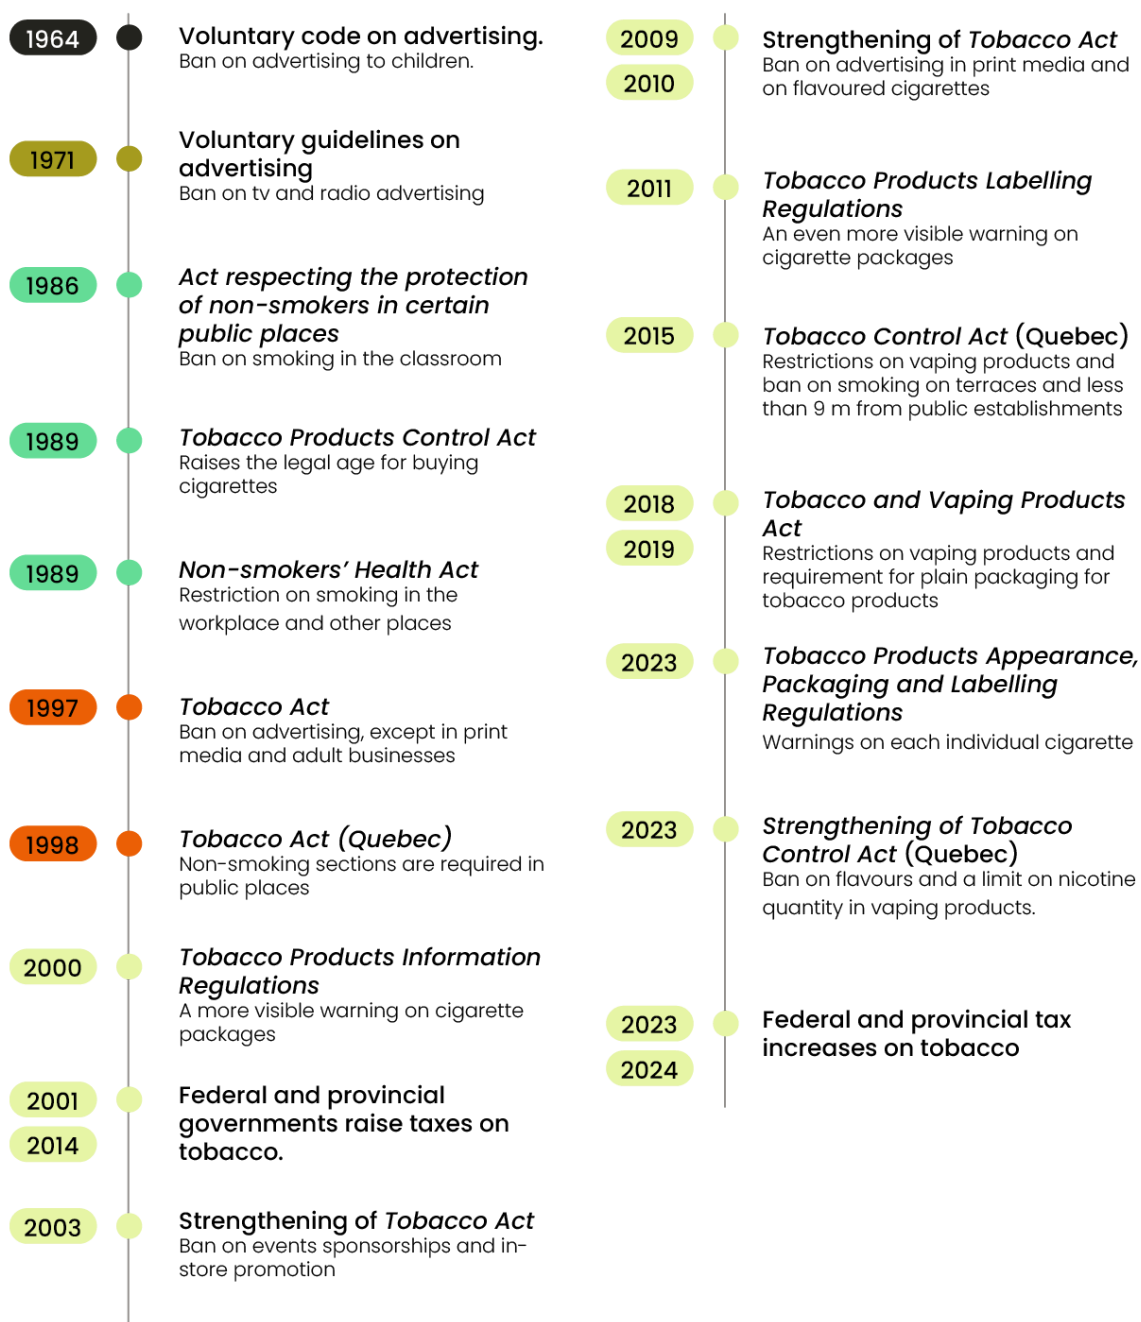 1964
Voluntary code on advertising.
Ban on advertising to children.
1971
Voluntary guidelines on
advertising
Ban on tv and radio advertising
1986
Act respecting the protection
of non-smokers in certain
public places
Ban on smoking in the classroom
1989
Tobacco Products Control Act
Raises the legal age for buying
cigarettes
1989
Non-smokers’ Health Act
Restriction on smoking in the
workplace and other places
1997
Tobacco Act
Ban on advertising, except in print
media and adult businesses
1998
Tobacco Act (Quebec)
Non-smoking sections are required in
public places
2000
Tobacco Products Information
Regulations
A more visible warning on cigarette
packages
2001
2014
Federal and provincial
governments raise taxes on
tobacco.
2003
Strengthening of Tobacco Act
Ban on events sponsorships and in-
store promotion
2009
2010
Strengthening of Tobacco Act
Ban on advertising in print media and
on flavoured cigarettes
2011
Tobacco Products Labelling
Regulations
An even more visible warning on
cigarette packages
2015
Tobacco Control Act (Quebec)
Restrictions on vaping products and
ban on smoking on terraces and less
than 9 m from public establishments
2018
2019
Tobacco and Vaping Products
Act
Restrictions on vaping products and
requirement for plain packaging for
tobacco products
2023
Tobacco Products Appearance,
Packaging and Labelling
Regulations
Warnings on each individual cigarette
2023
Strengthening of Tobacco
Control Act (Quebec)
Ban on flavours and a limit on nicotine
quantity in vaping products.
2023
2024
Federal and provincial tax
increases on tobacco